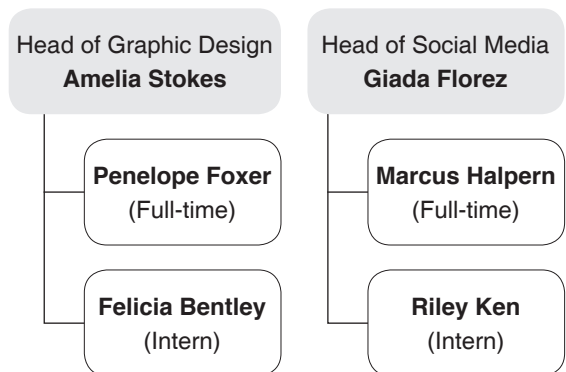 Head of Graphic Design
Amelia Stokes
Penelope Foxer
(Full-time)
Felicia Bentley
(Intern)
Head of Social Media
Giada Florez
Marcus Halpern
(Full-time)
Riley Ken
(Intern)